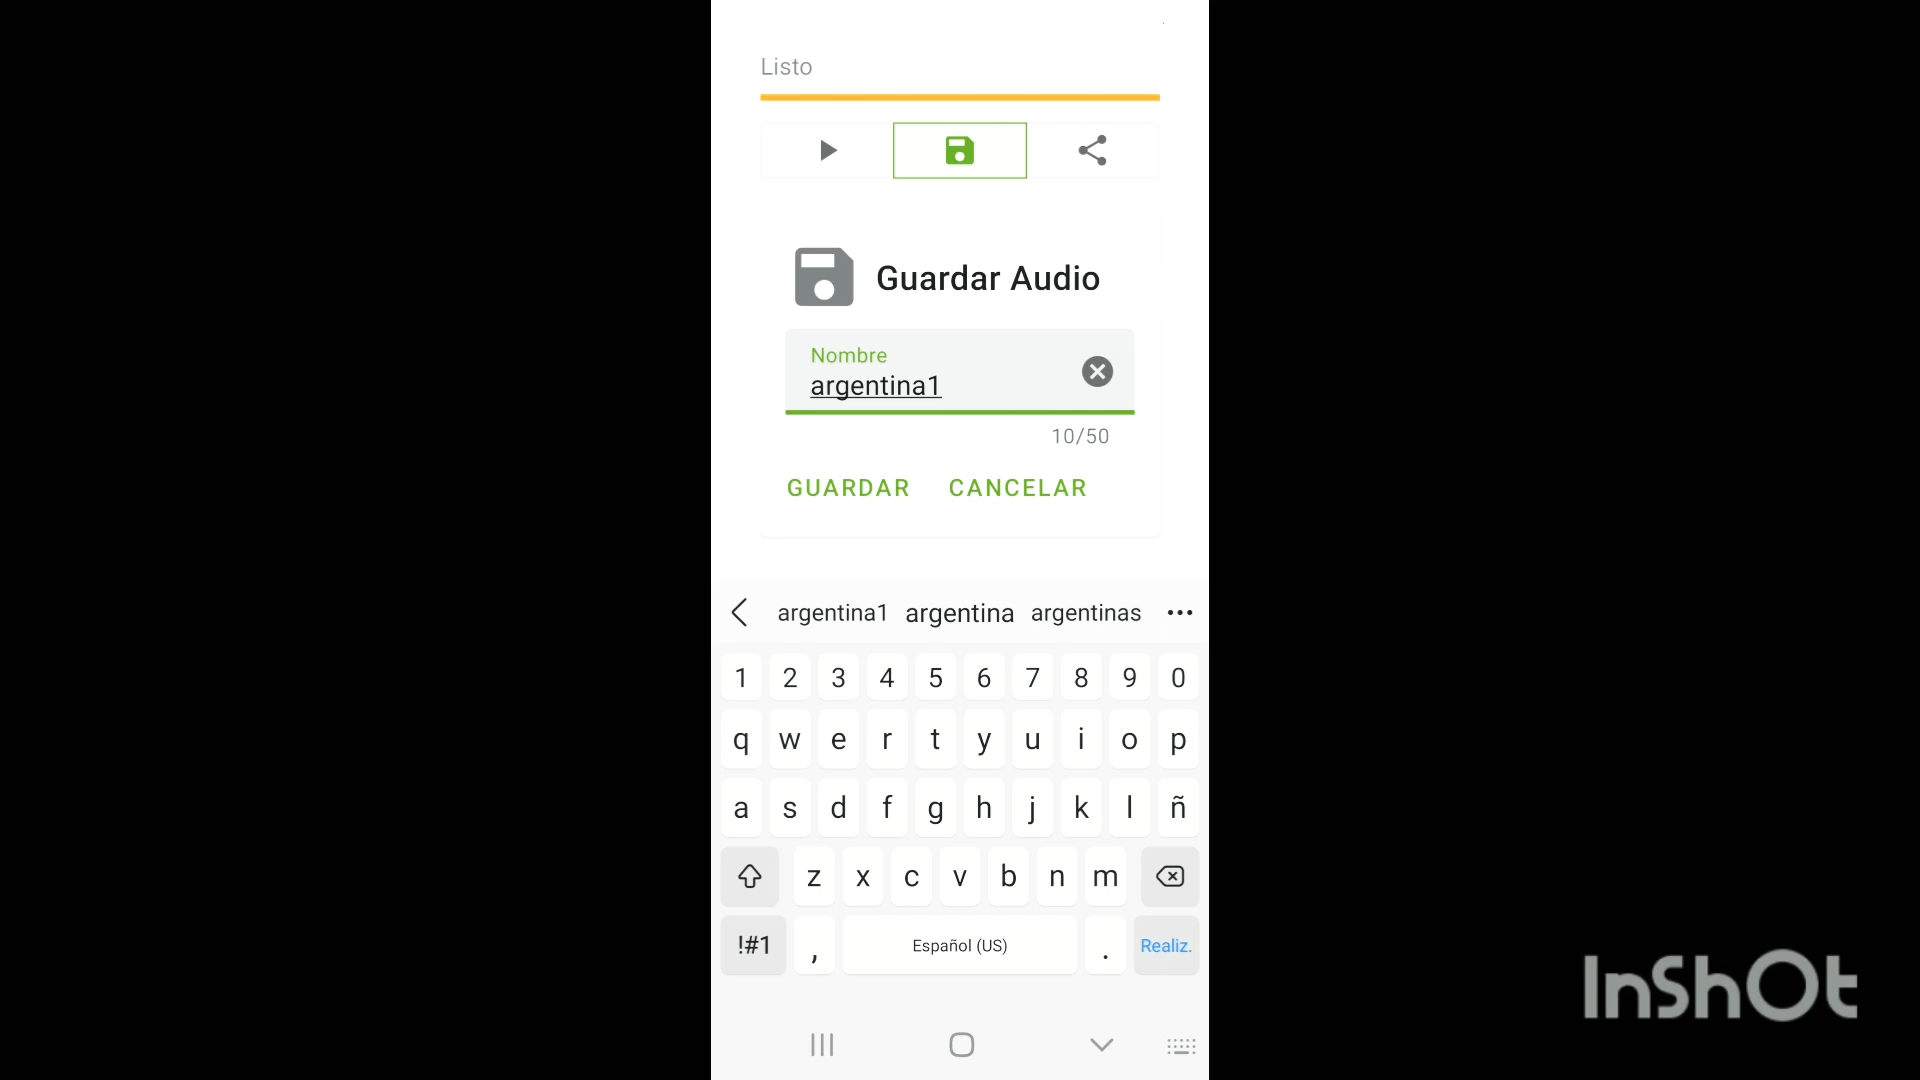 Listo
Guardar Audio
Nombre
argentina1
10/50
GUARDAR CANCELAR
argentina1 argentina argentinas
1 2 3 4 5 6 7 8 9 0
q w e r t y u i o p
a s d f g h j k l ñ
z x c v b n m
!#1 , Español (US) . Realiz.
InShOt